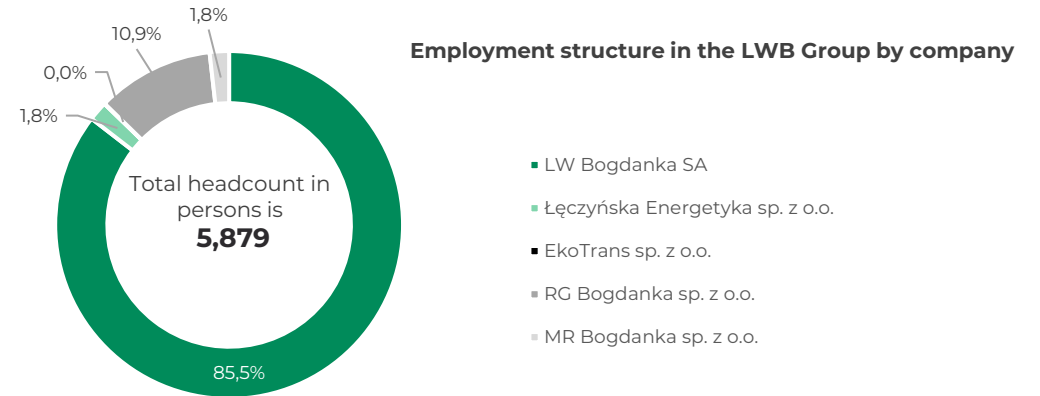 1,8%
10,9%
0,0%
1,8%
Employment structure in the LWB Group by company
Total headcount in
persons is
5,879
85,5%
LW Bogdanka SA
Łęczyńska Energetyka sp. z o.o.
EkoTrans sp. z o.o.
RG Bogdanka sp. z o.o.
MR Bogdanka sp. z o.o.